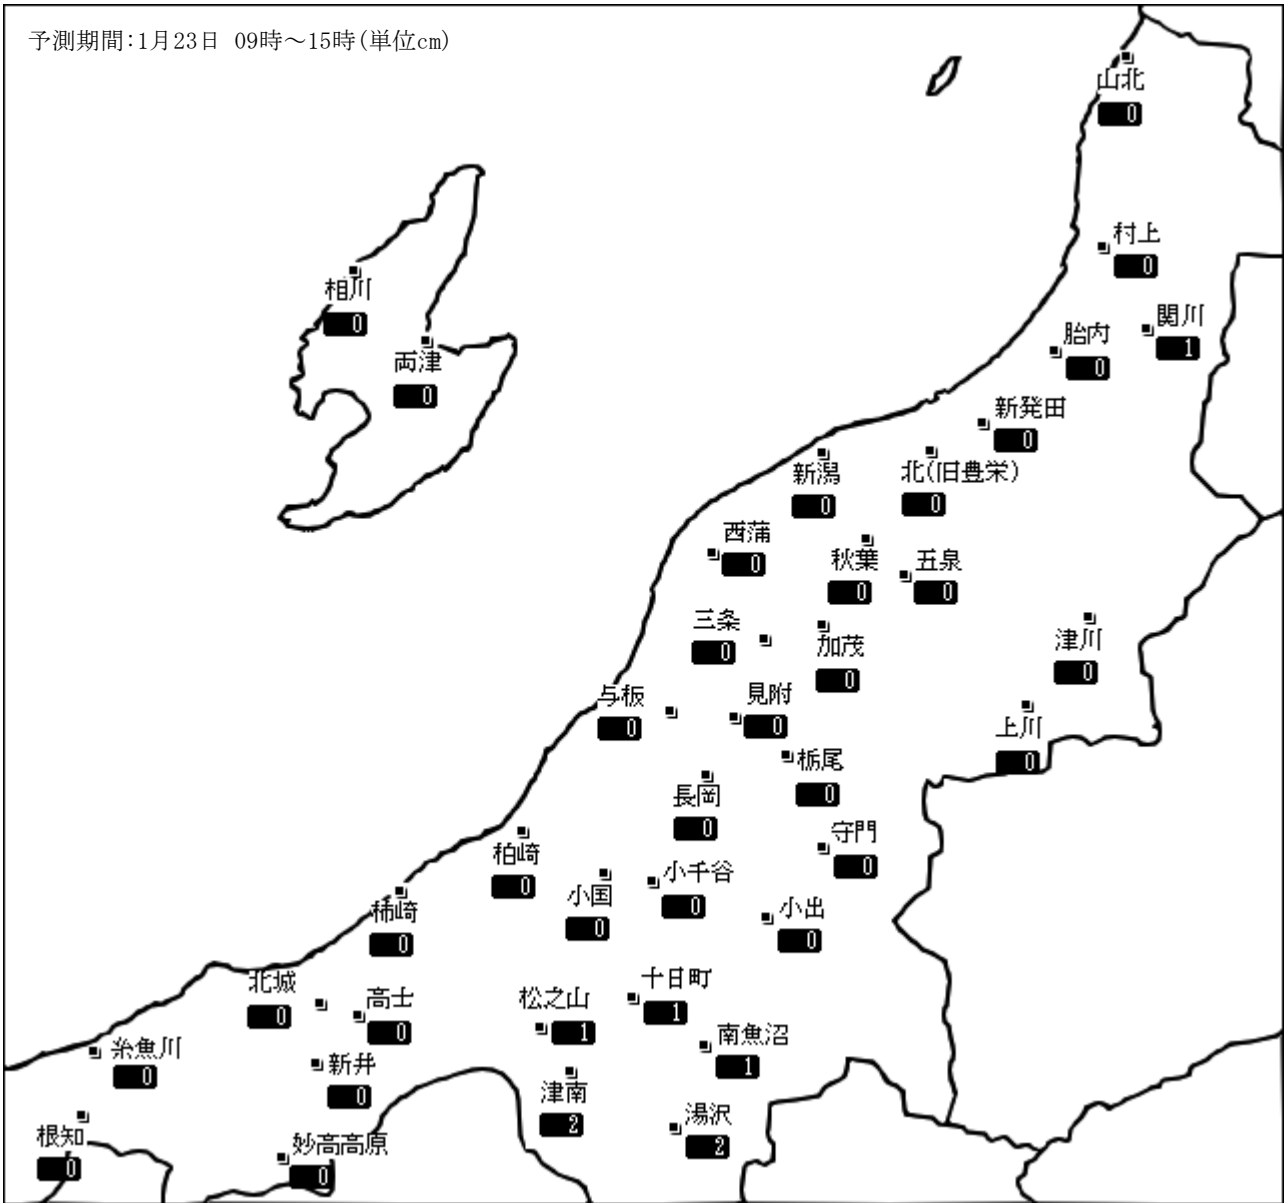 予測期間:1月23日 09時～15時(単位cm)
山北
0
村上
0
関川
1
胎内
0
相川
0
両津
0
新発田
0
新潟
0
北(旧豊栄)
0
西蒲
0
秋葉
0
五泉
0
三条
0
加茂
0
津川
0
与板
0
見附
0
上川
0
栃尾
0
長岡
0
守門
0
柏崎
0
小国
0
小千谷
0
小出
0
柿崎
0
北城
0
高士
0
松之山
1
十日町
1
南魚沼
1
糸魚川
0
新井
0
津南
2
湯沢
2
根知
0
妙高高原
0